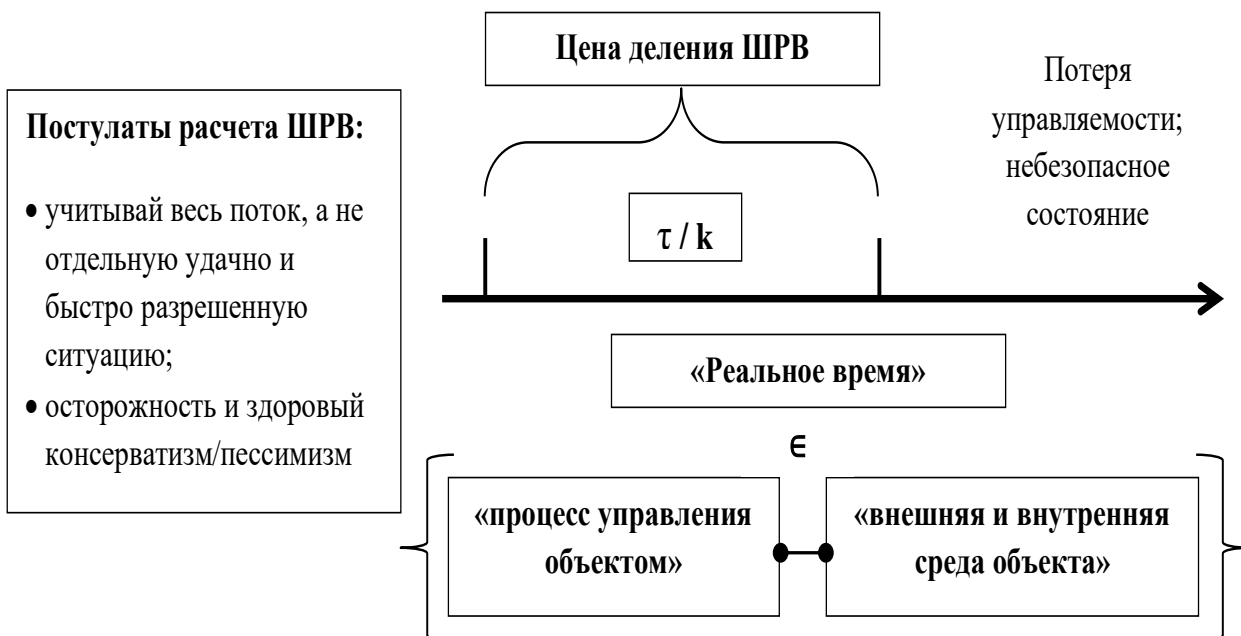 Постулаты расчета ШРВ:
• учитывай весь поток, а не
отдельную удачно и
быстро разрешенную
ситуацию;
• осторожность и здоровый
консерватизм/пессимизм
Цена деления ШРВ
τ / k
Потеря
управляемости;
небезопасное
состояние
«Реальное время»
∈
«процесс управления
объектом»
«внешняя и внутренняя
среда объекта»